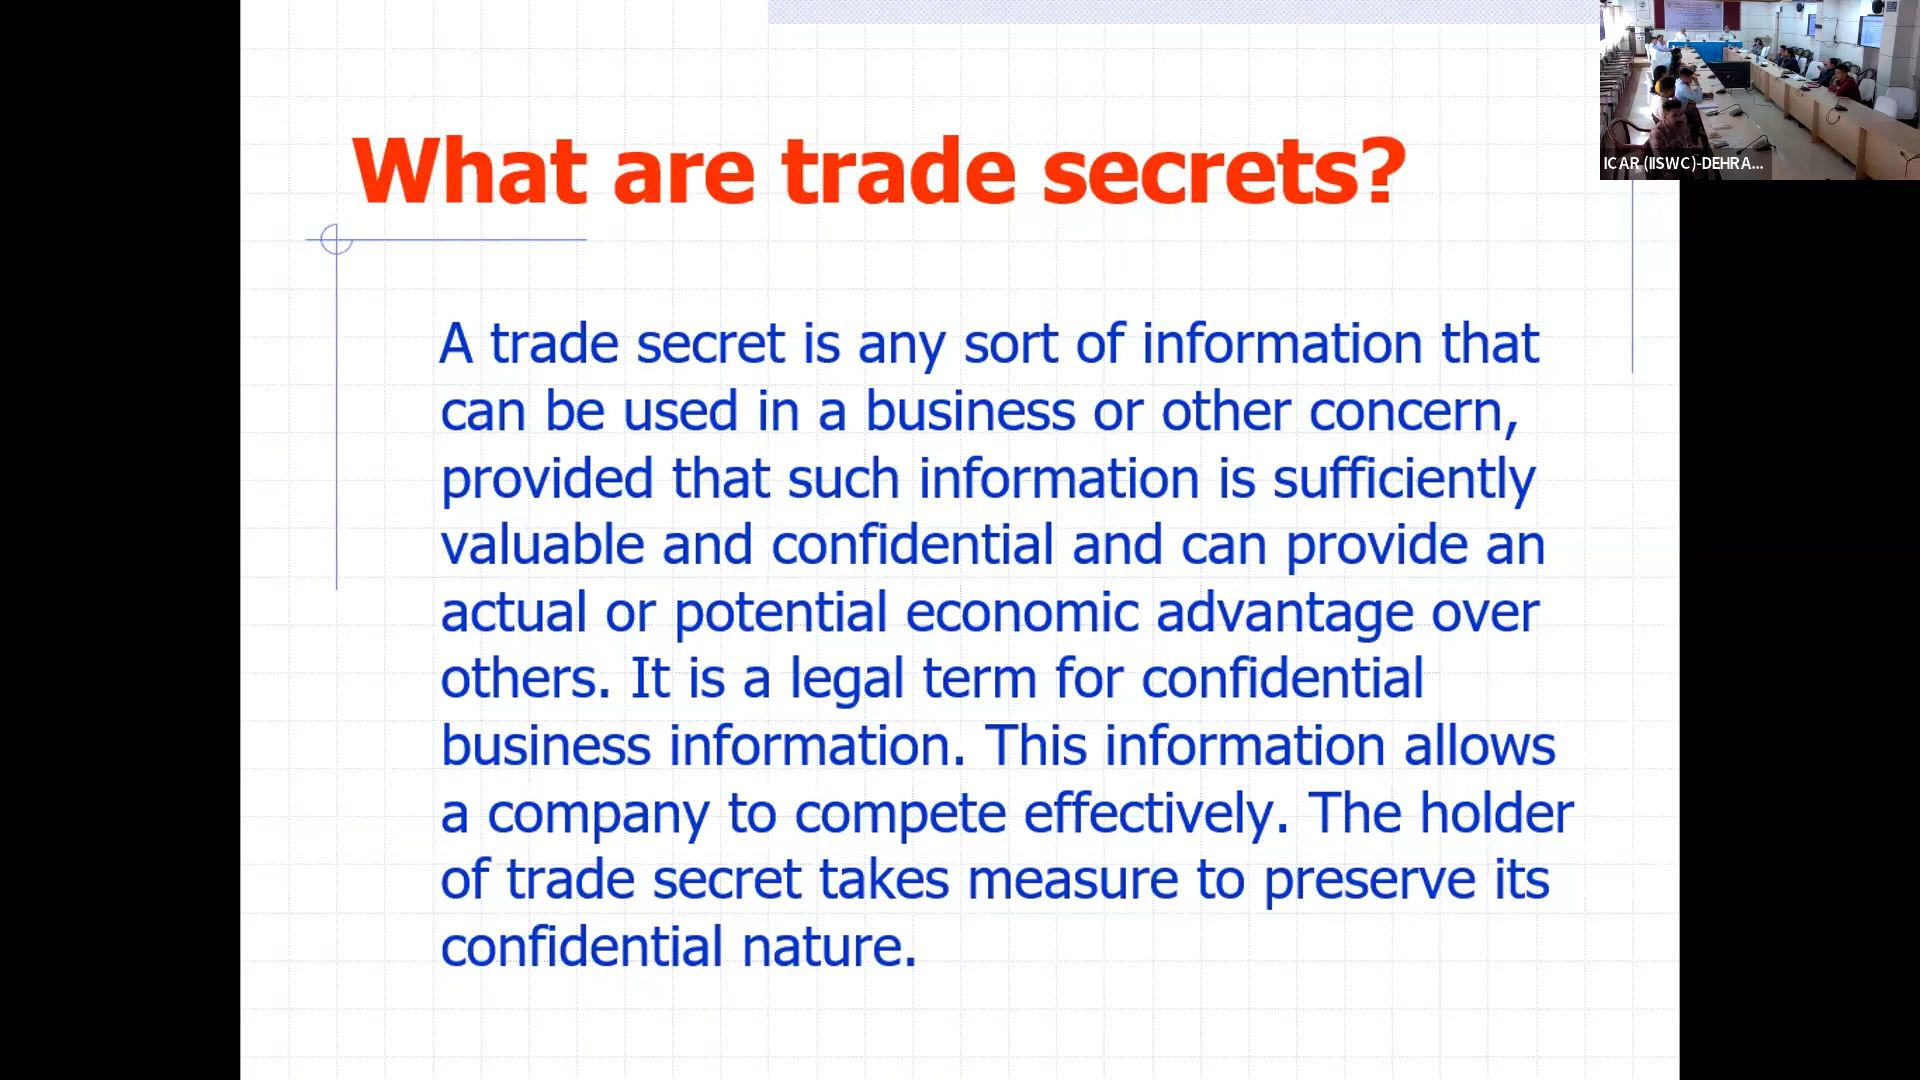 What are trade secrets?
A trade secret is any sort of information that
can be used in a business or other concern,
provided that such information is sufficiently
valuable and confidential and can provide an
actual or potential economic advantage over
others. It is a legal term for confidential
business information. This information allows
a company to compete effectively. The holder
of trade secret takes measure to preserve its
confidential nature.
ICAR (IISWC)-DEHRA...